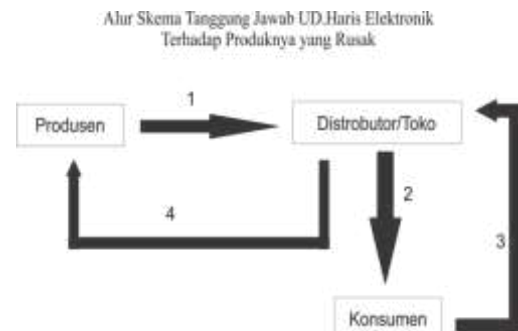 Alur Skema Tanggung Jawab UD.Haris Elektronik
Terhadap Produknya yang Rusak
1
Produsen
Distrobutor/Toko
2
4
3
Konsumen